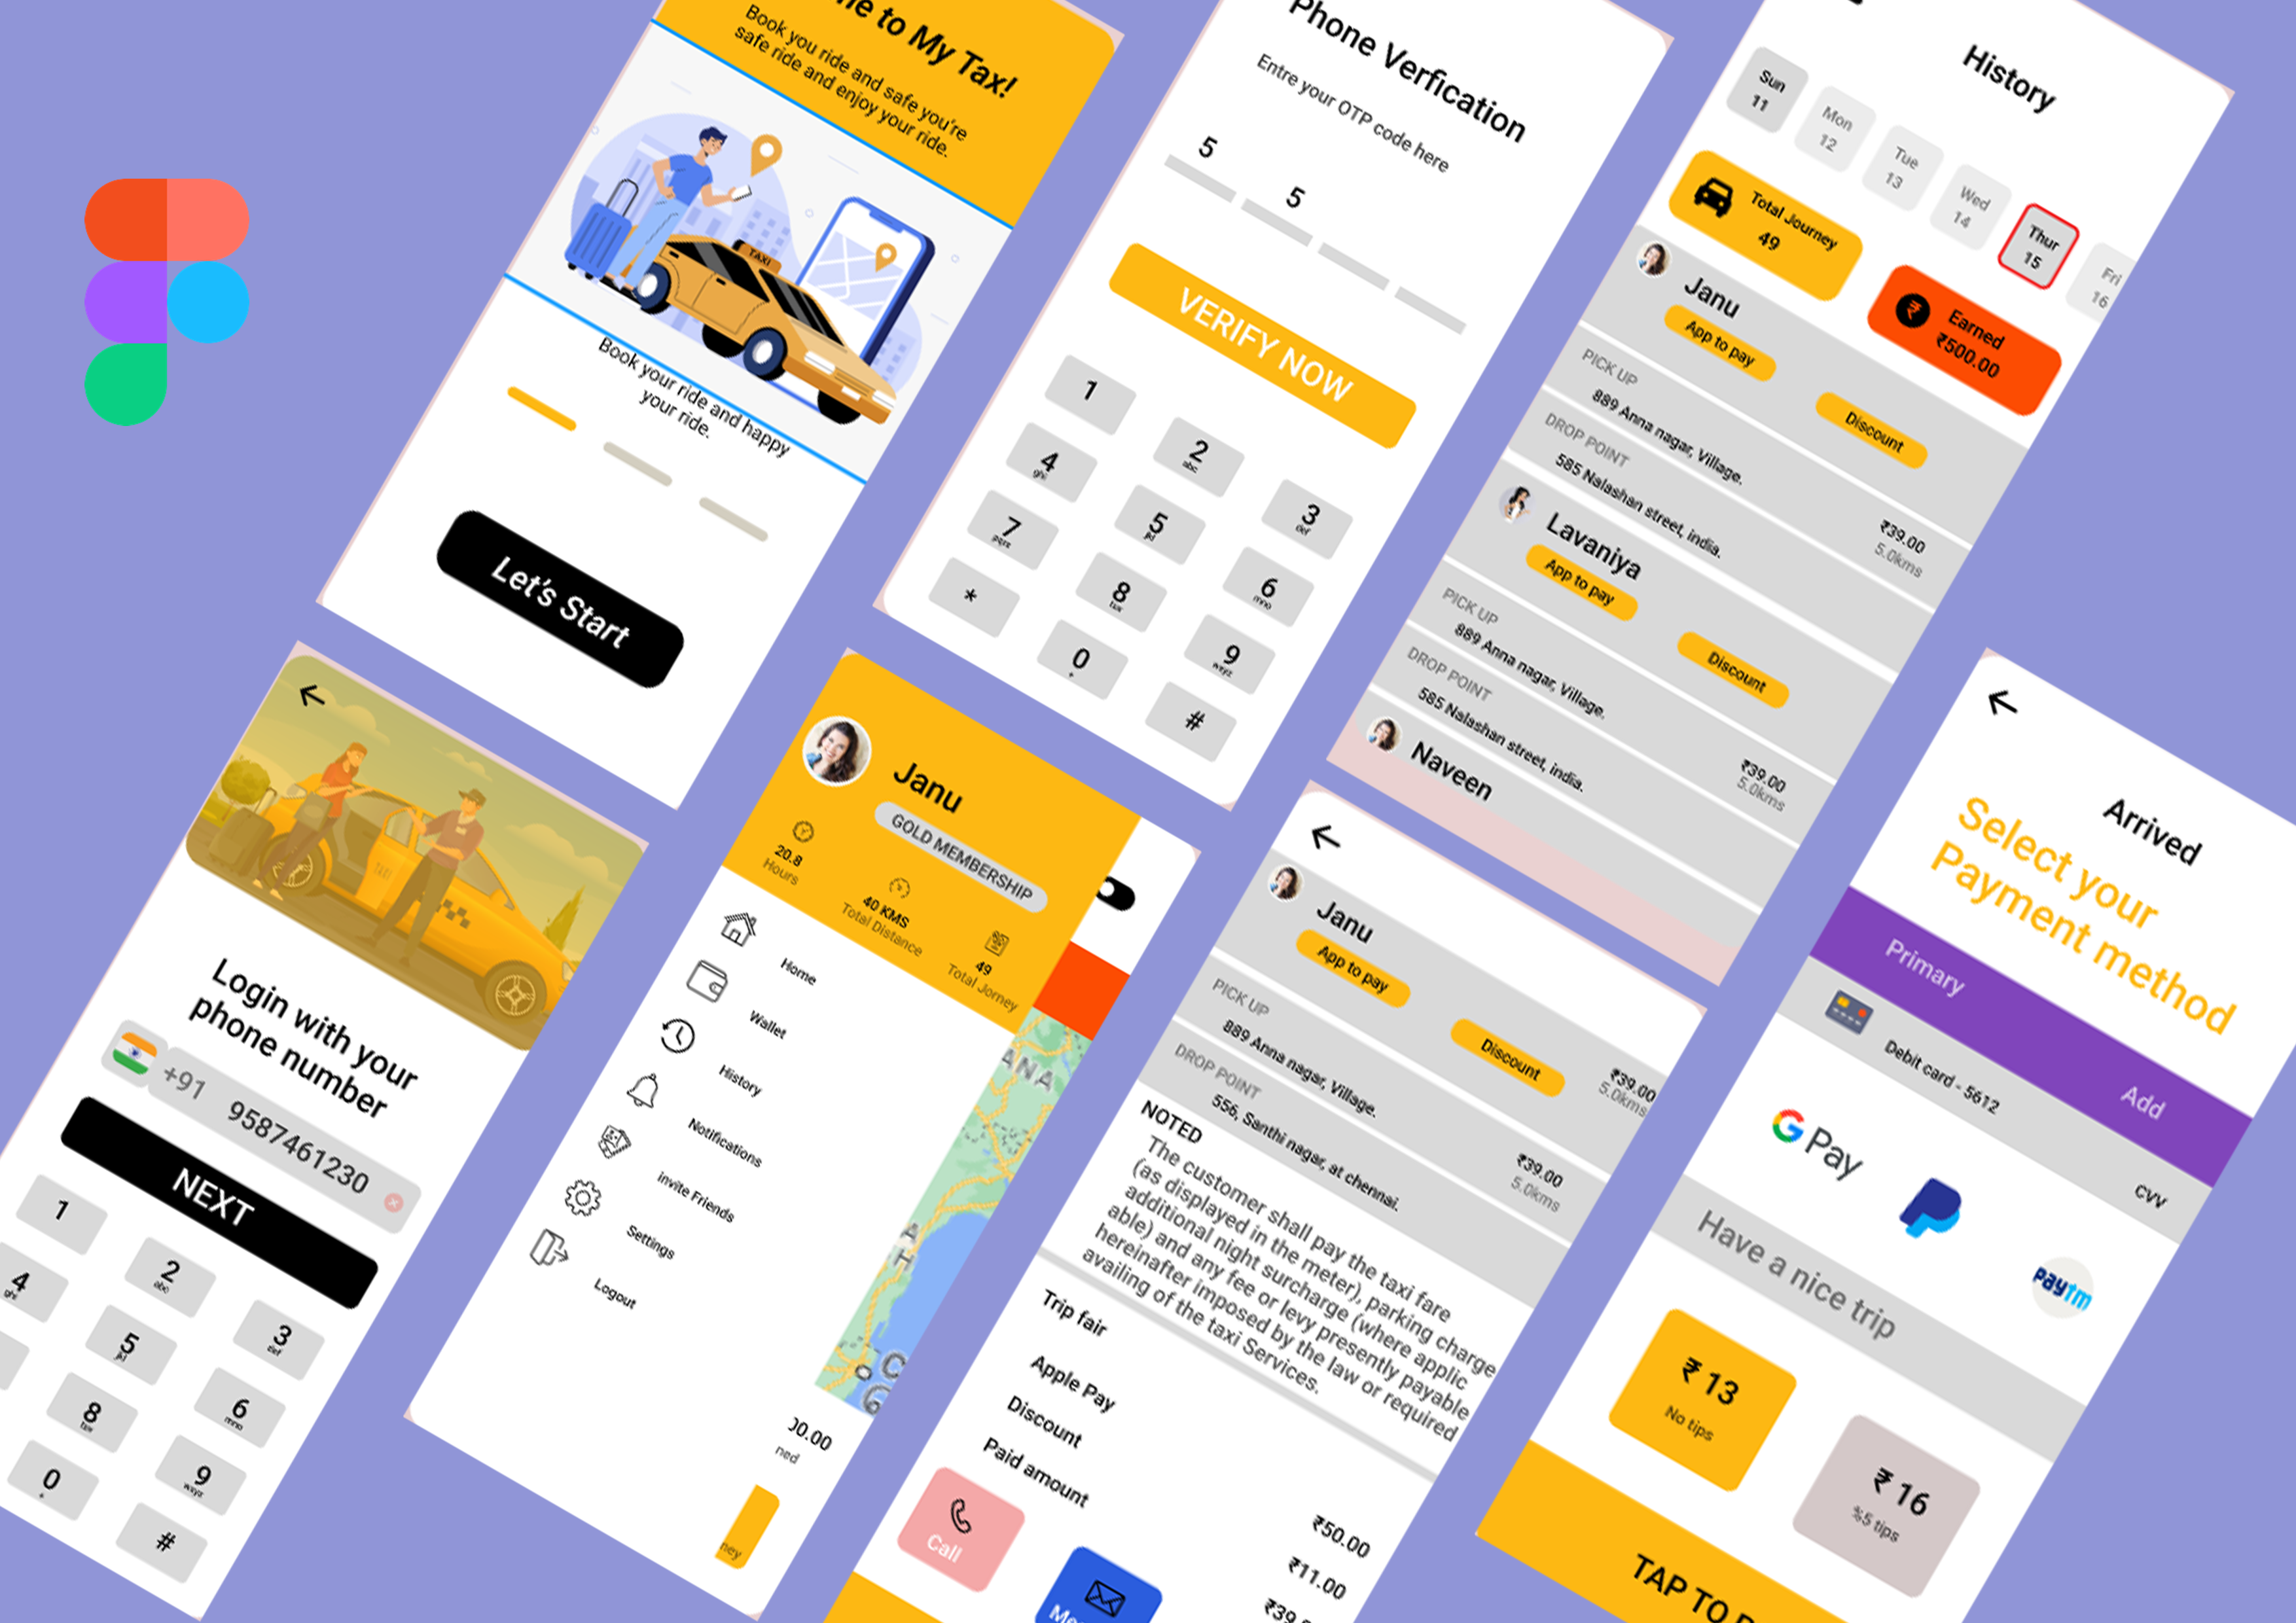 ne to My Tax!
Book you ride and safe you're
safe ride and enjoy your ride.
TAXI
Book your ride and happy
your ride.
Let's Start
Phone Verfication
Entre your OTP code here
5
5
VERIFY NOW
1
2
abc
3
def
4
ghi
5
jkl
6
mno
7
pqrs
8
tuv
9
wxyz
*
0
+
#
History
Sun
11
Mon
12
Tue
13
Wed
14
Thur
15
Fri
16
Total Journey
49
Earned
₹500.00
Janu
App to pay
Discount
PICK UP
889 Anna nagar, Village.
₹39.00
5.0kms
DROP POINT
585 Nalashan street, india.
Lavaniya
App to pay
Discount
PICK UP
889 Anna nagar, Village.
₹39.00
5.0kms
DROP POINT
585 Nalashan street, india.
Naveen
TAXI
Login with your
phone number
+91 9587461230
NEXT
1
2
abc
3
def
4
ghi
5
jkl
6
mno
8
tuv
9
wxyz
0
+
#
Janu
GOLD MEMBERSHIP
20.8
Hours
40 KMS
Total Distance
49
Total Jorney
Home
Wallet
History
Notifications
invite Friends
Settings
Logout
ANA
A
H
C
G
00.00
ned
ney
Janu
App to pay
Discount
₹39.00
5.0kms
PICK UP
889 Anna nagar, Village.
₹39.00
5.0kms
DROP POINT
556, Santhi nagar, at chennai.
NOTED
The customer shall pay the taxi fare
(as displayed in the meter), parking charge
additional night surcharge (where applic
able) and any fee or levy presently payable
hereinafter imposed by the law or required
availing of the taxi Services.
Trip fair
₹50.00
Apple Pay
₹11.00
Discount
₹39.
Paid amount
Call
Me
Arrived
Select your
Payment method
Primary
Add
Debit card - 5612
CVV
G Pay
paytm
Have a nice trip
₹ 13
No tips
₹ 16
%5 tips
TAP TO